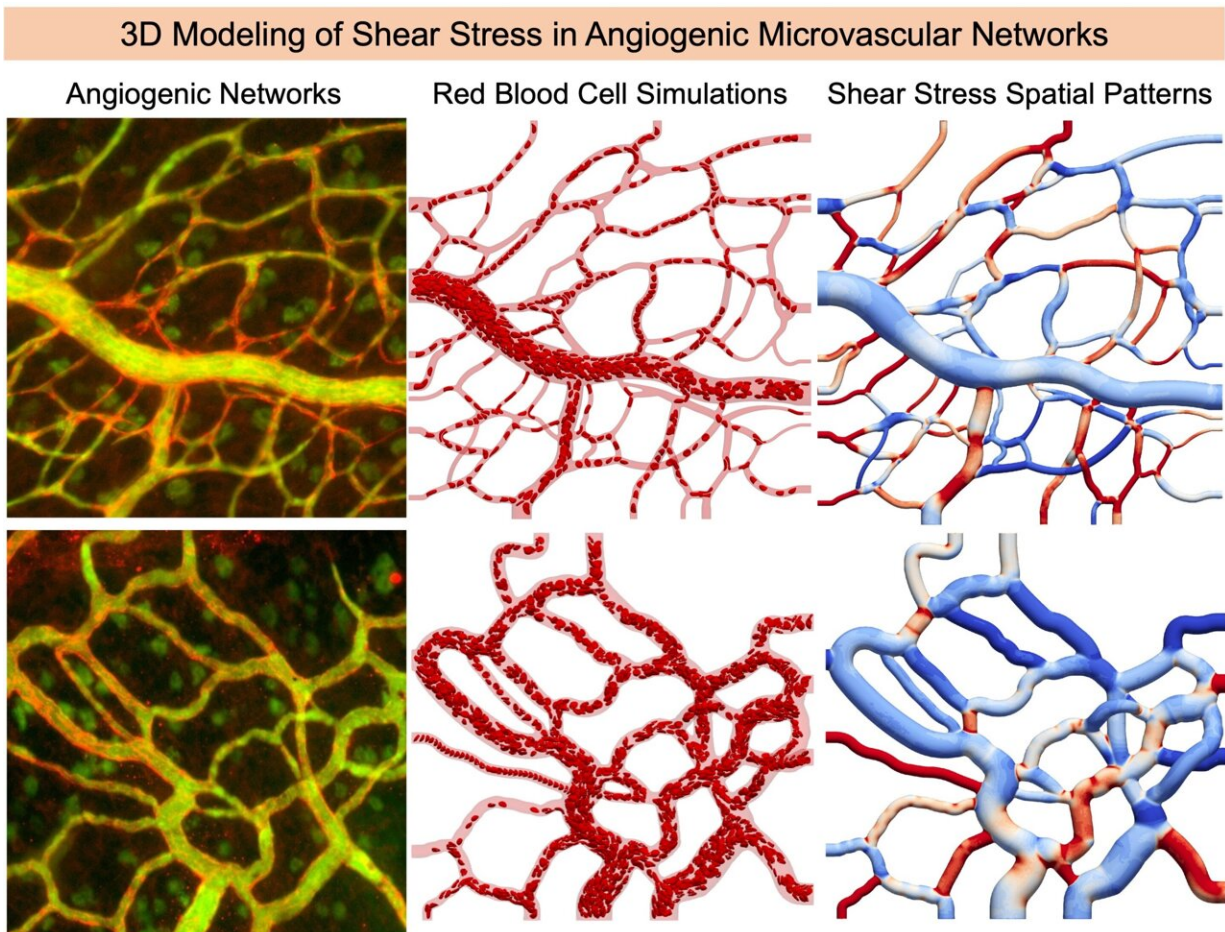 3D Modeling of Shear Stress in Angiogenic Microvascular Networks
Angiogenic Networks
Red Blood Cell Simulations
Shear Stress Spatial Patterns